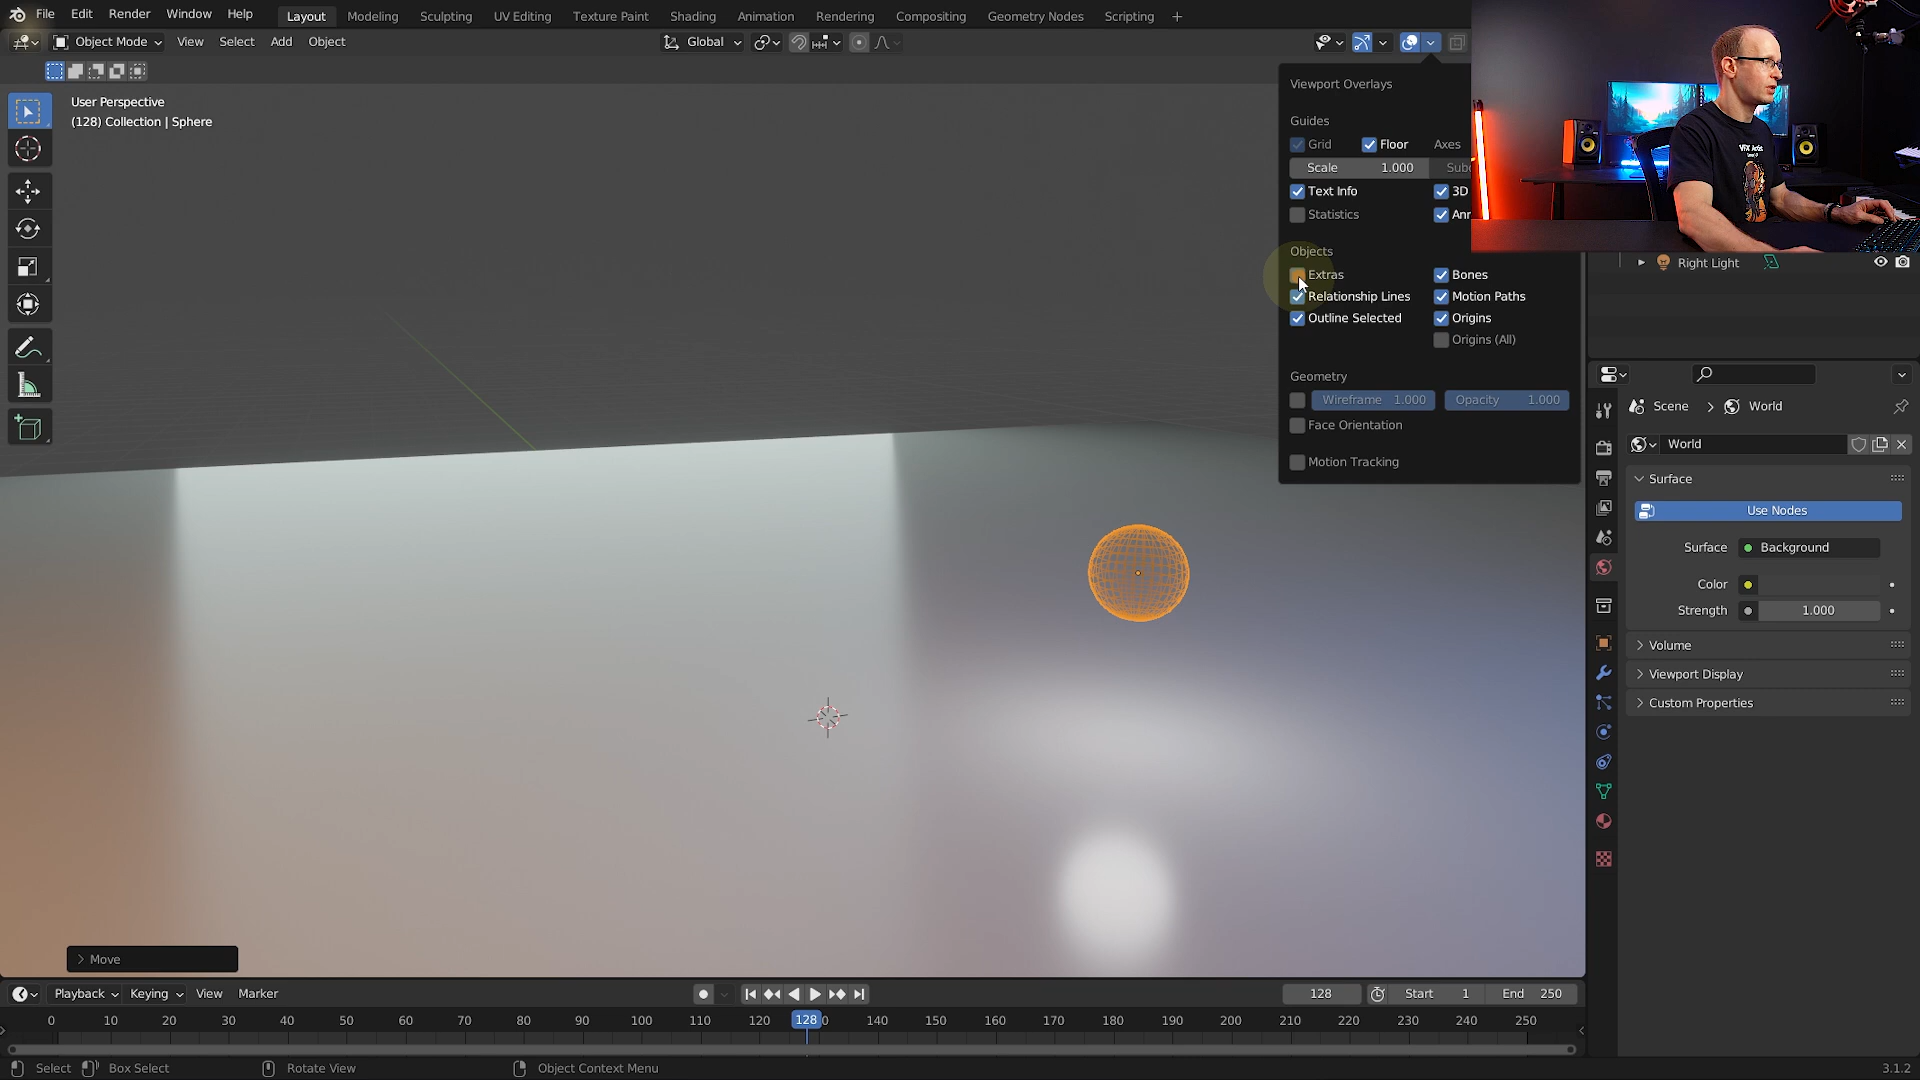 File Edit Render Window Help Layout Modeling Sculpting UV Editing Texture Paint Shading Animation Rendering Compositing Geometry Nodes Scripting +
Object Mode View Select Add Object Global
User Perspective
(128) Collection | Sphere
Viewport Overlays
Guides
Grid Floor Axes
Scale 1.000
Text Info 3D
Statistics
Objects
Extras Bones
Relationship Lines Motion Paths
Outline Selected Origins
Origins (All)
Geometry
Wireframe 1.000 Opacity 1.000
Face Orientation
Motion Tracking
Right Light
Scene > World
World
Surface
Use Nodes
Surface Background
Color
Strength 1.000
Volume
Viewport Display
Custom Properties
> Move
Playback Keying View Marker 128 Start 1 End 250
0 10 20 30 40 50 60 70 80 90 100 110 120 128 140 150 160 170 180 190 200 210 220 230 240 250
Select Box Select Rotate View Object Context Menu 3.1.2